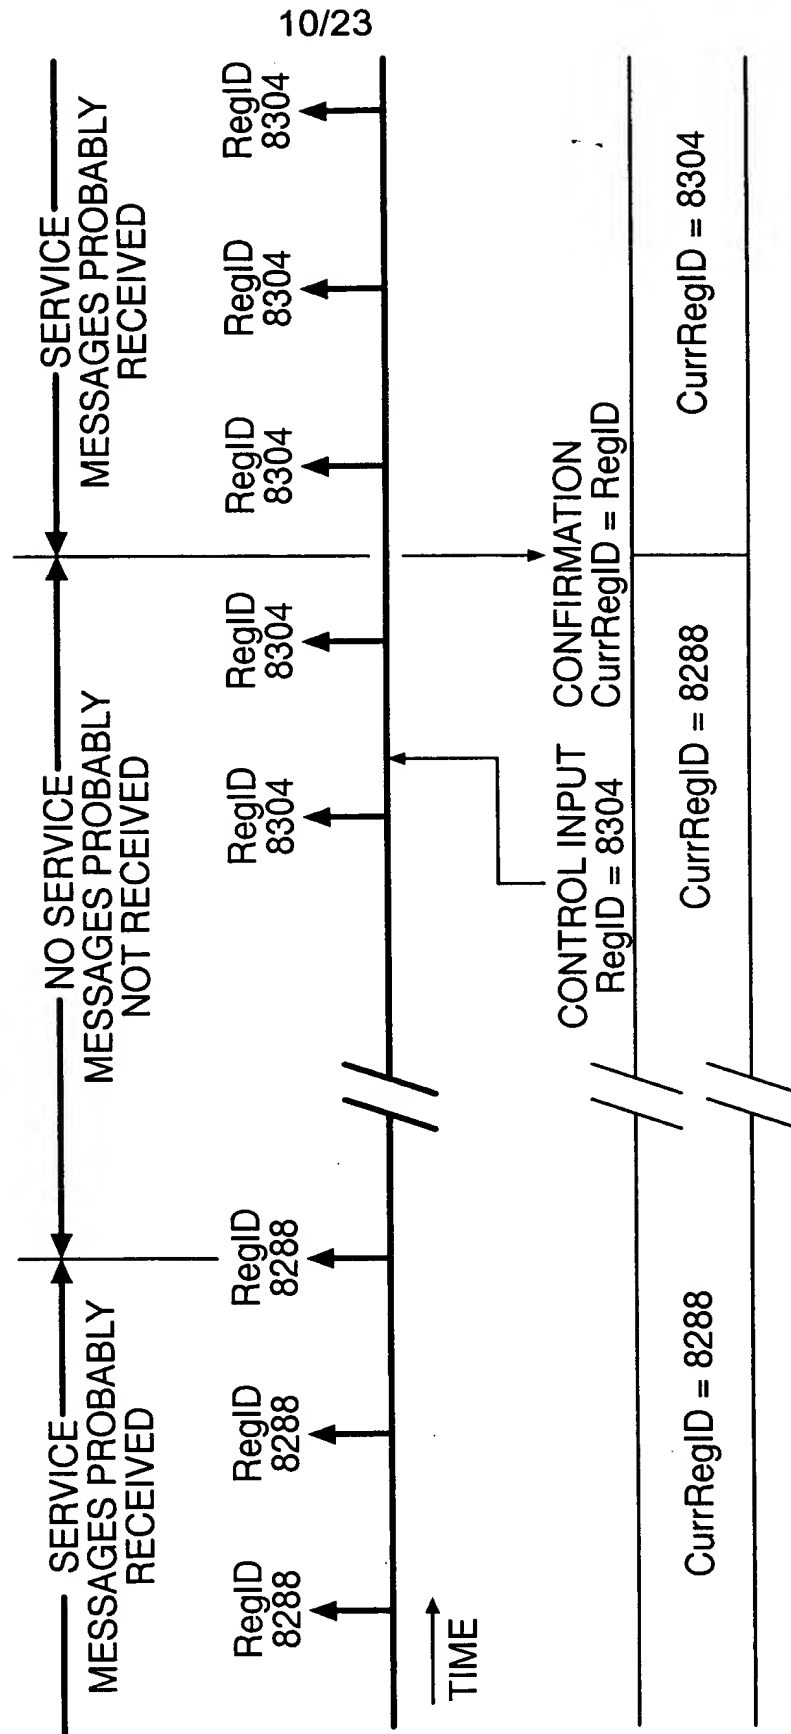 10/23
SERVICE
MESSAGES PROBABLY
RECEIVED
NO SERVICE
MESSAGES PROBABLY
NOT RECEIVED
SERVICE
MESSAGES PROBABLY
RECEIVED
RegID
8288
RegID
8288
RegID
8288
RegID
8304
RegID
8304
RegID
8304
RegID
8304
RegID
8304
TIME
CONTROL INPUT
RegID = 8304
CONFIRMATION
CurrRegID = RegID
CurrRegID = 8288
CurrRegID = 8288
CurrRegID = 8304